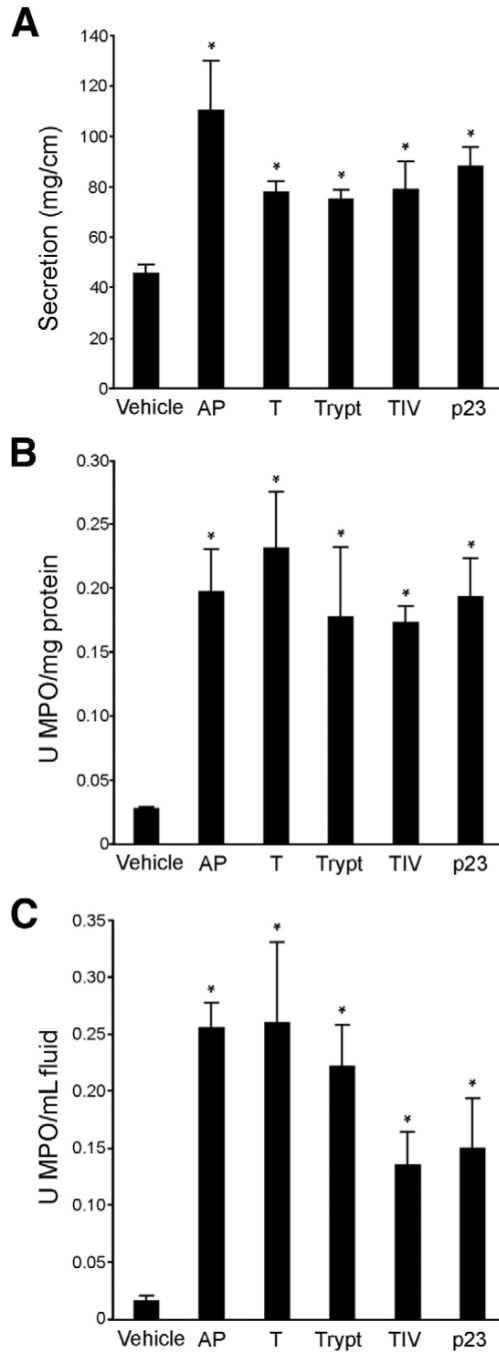 A
Secretion (mg/cm)
140
120
100
80
60
40
20
0
* * * * *
Vehicle AP T Trypt TIV p23
B
U MPO/mg protein
0.30
0.25
0.20
0.15
0.10
0.05
0
* * * * *
Vehicle AP T Trypt TIV p23
C
U MPO/mL fluid
0.35
0.30
0.25
0.20
0.15
0.10
0.05
0
* * * * *
Vehicle AP T Trypt TIV p23